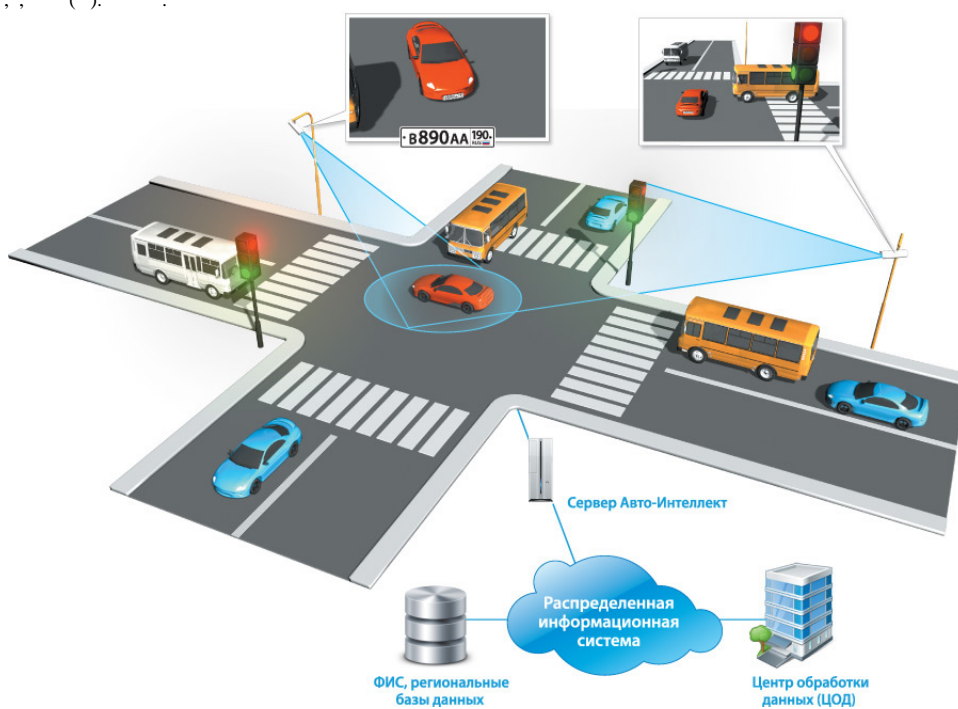 , , ( ). .
В890АА 190
RUS
Сервер Авто-Интеллект
Распределенная
информационная
система
ФИС, региональные
базы данных
Центр обработки
данных (ЦОД)